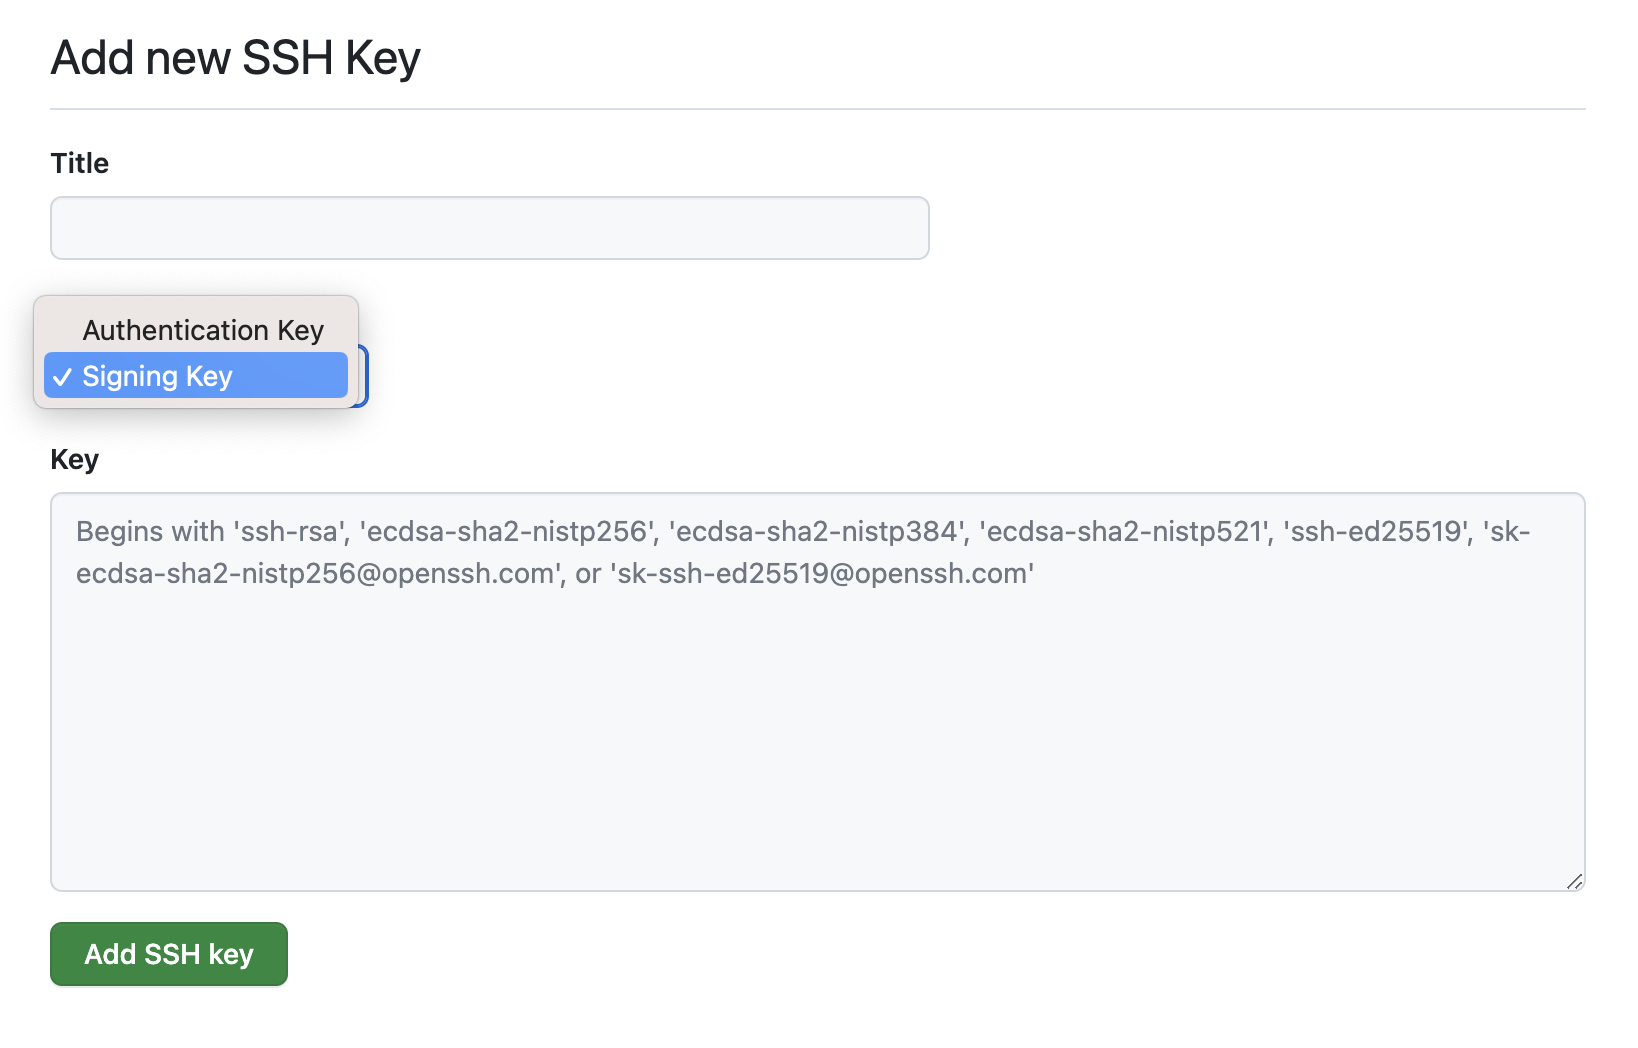 Add new SSH Key
Title
Authentication Key
✓ Signing Key
Key
Begins with 'ssh-rsa', 'ecdsa-sha2-nistp256', 'ecdsa-sha2-nistp384', 'ecdsa-sha2-nistp521', 'ssh-ed25519', 'sk-
ecdsa-sha2-nistp256@openssh.com', or 'sk-ssh-ed25519@openssh.com'
Add SSH key